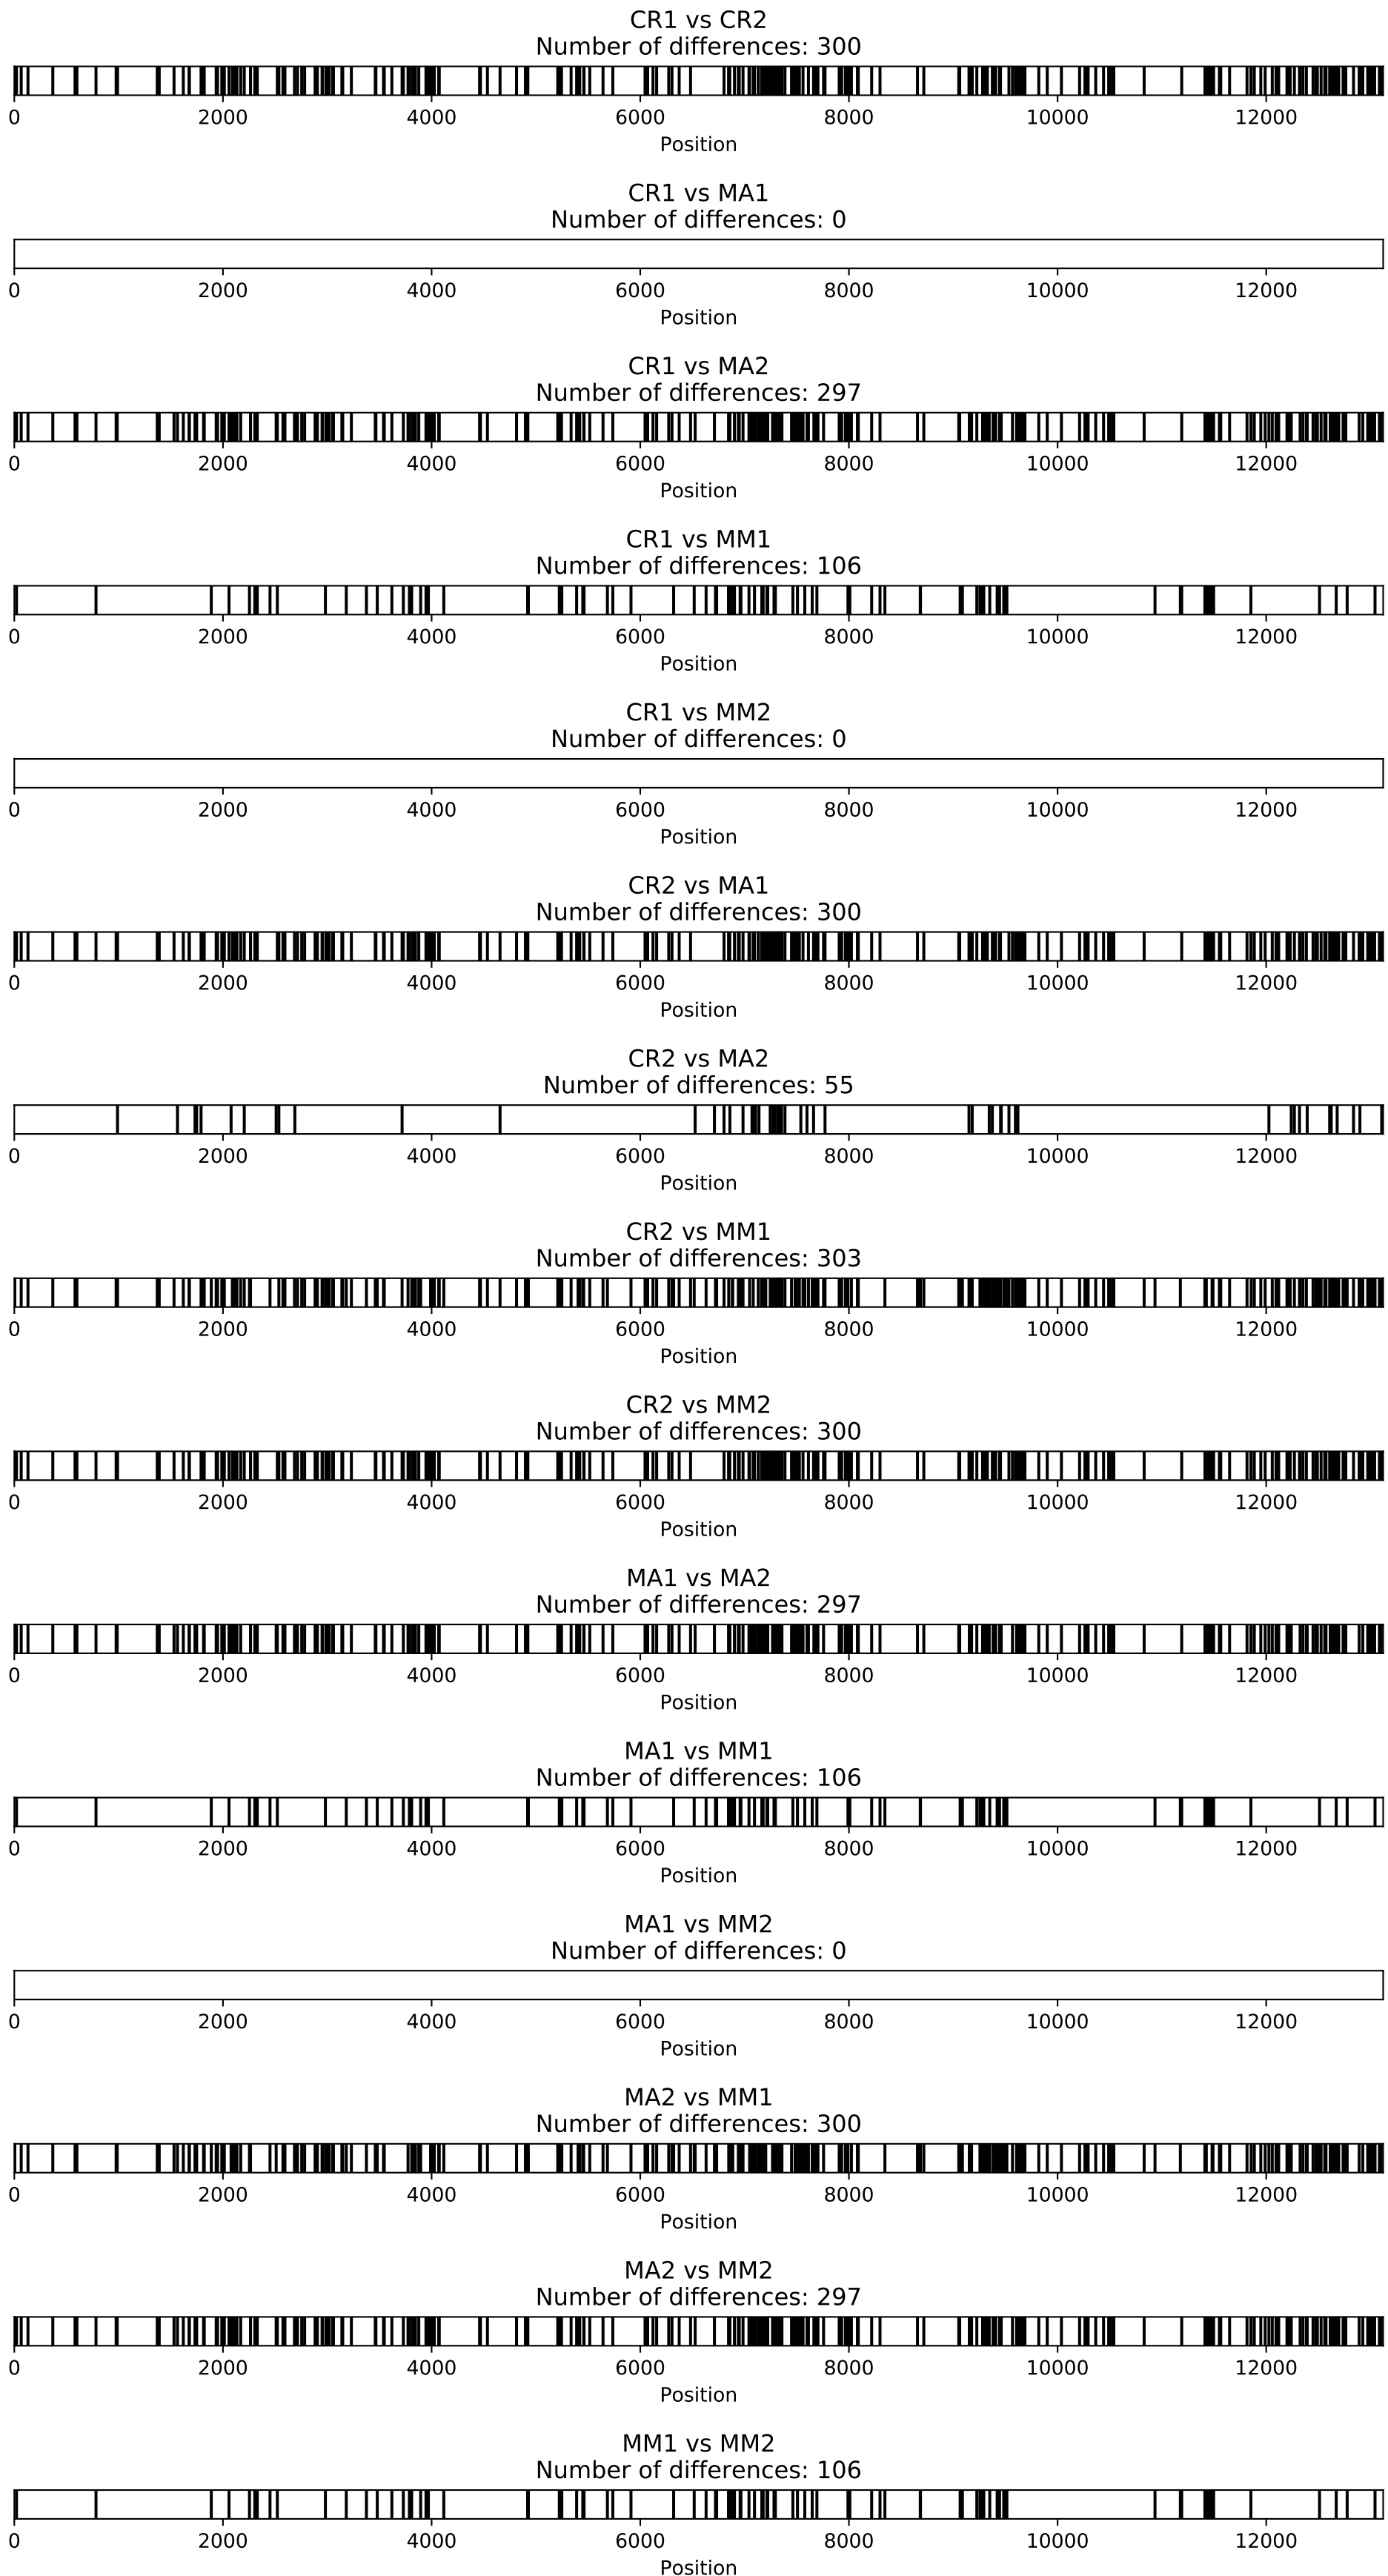 CR1 vs CR2
Number of differences: 300
0 2000 4000 6000 8000 10000 12000
Position
CR1 vs MA1
Number of differences: 0
0 2000 4000 6000 8000 10000 12000
Position
CR1 vs MA2
Number of differences: 297
0 2000 4000 6000 8000 10000 12000
Position
CR1 vs MM1
Number of differences: 106
0 2000 4000 6000 8000 10000 12000
Position
CR1 vs MM2
Number of differences: 0
0 2000 4000 6000 8000 10000 12000
Position
CR2 vs MA1
Number of differences: 300
0 2000 4000 6000 8000 10000 12000
Position
CR2 vs MA2
Number of differences: 55
0 2000 4000 6000 8000 10000 12000
Position
CR2 vs MM1
Number of differences: 303
0 2000 4000 6000 8000 10000 12000
Position
CR2 vs MM2
Number of differences: 300
0 2000 4000 6000 8000 10000 12000
Position
MA1 vs MA2
Number of differences: 297
0 2000 4000 6000 8000 10000 12000
Position
MA1 vs MM1
Number of differences: 106
0 2000 4000 6000 8000 10000 12000
Position
MA1 vs MM2
Number of differences: 0
0 2000 4000 6000 8000 10000 12000
Position
MA2 vs MM1
Number of differences: 300
0 2000 4000 6000 8000 10000 12000
Position
MA2 vs MM2
Number of differences: 297
0 2000 4000 6000 8000 10000 12000
Position
MM1 vs MM2
Number of differences: 106
0 2000 4000 6000 8000 10000 12000
Position